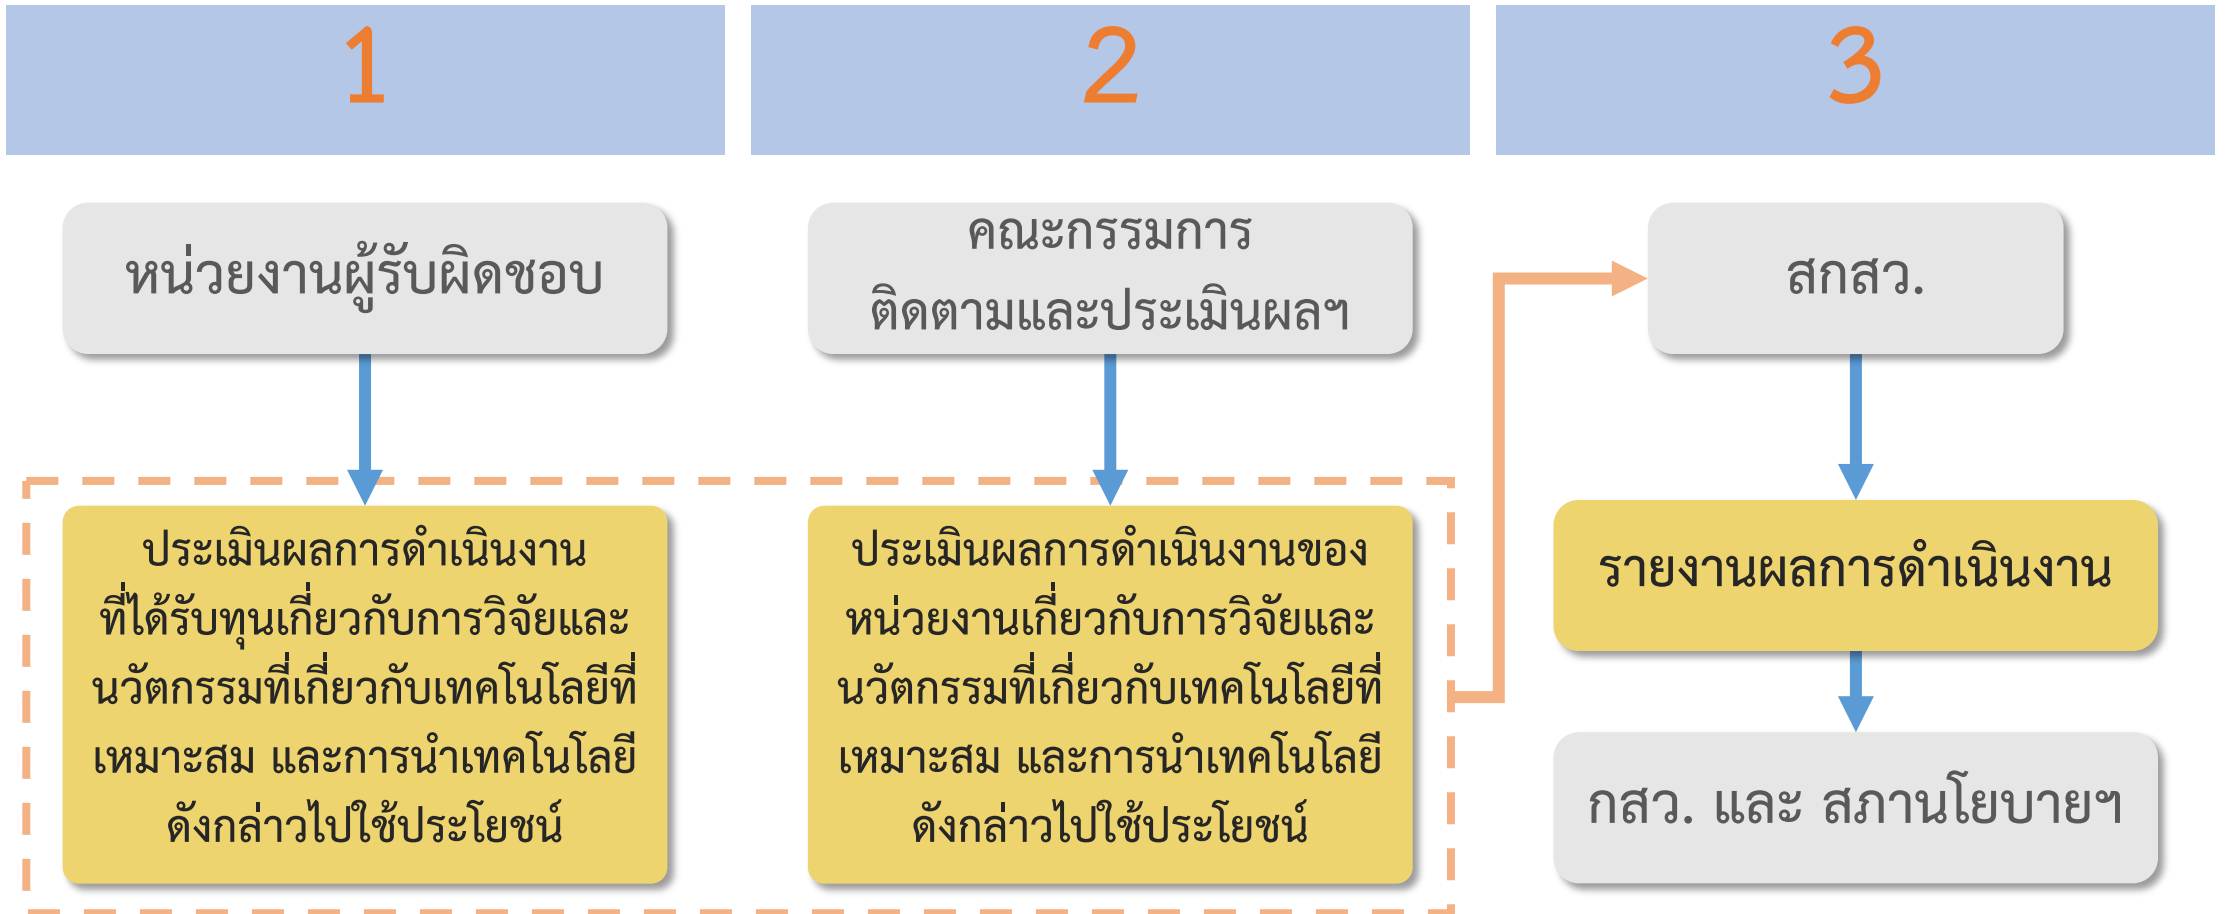 1
2
3
หน่วยงานผู้รับผิดชอบ
คณะกรรมการ
ติดตามและประเมินผลฯ
สกสว.
ประเมินผลการดำเนินงาน
ที่ได้รับทุนเกี่ยวกับการวิจัยและ
นวัตกรรมที่เกี่ยวกับเทคโนโลยีที่
เหมาะสม และการนำเทคโนโลยี
ดังกล่าวไปใช้ประโยชน์
ประเมินผลการดำเนินงานของ
หน่วยงานเกี่ยวกับการวิจัยและ
นวัตกรรมที่เกี่ยวกับเทคโนโลยีที่
เหมาะสม และการนำเทคโนโลยี
ดังกล่าวไปใช้ประโยชน์
รายงานผลการดำเนินงาน
กสว. และ สภานโยบายฯ